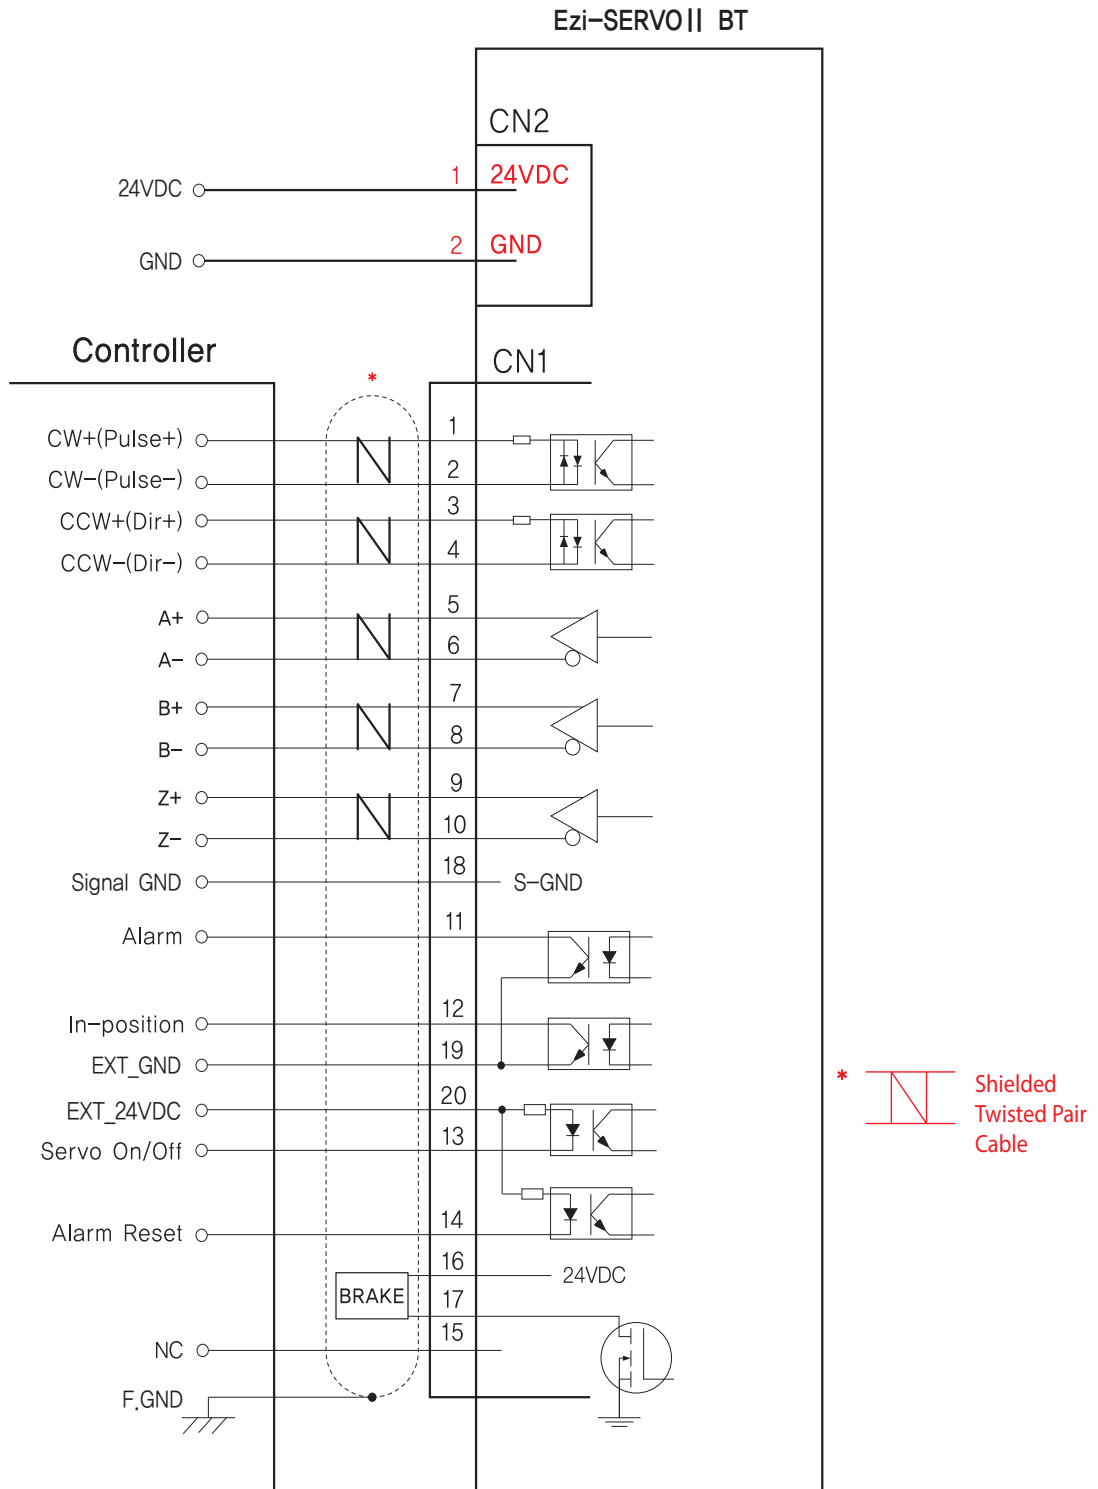 Ezi-SERVOII BT
CN2
24VDC 1 24VDC
GND 2 GND
Controller
CN1
*
CW+(Pulse+) 1
CW-(Pulse-) 2
CCW+(Dir+) 3
CCW-(Dir-) 4
A+ 5
A- 6
B+ 7
B- 8
Z+ 9
Z- 10
Signal GND 18 S-GND
Alarm 11
In-position 12
EXT_GND 19
EXT_24VDC 20
Servo On/Off 13
Alarm Reset 14
BRAKE 16 24VDC
17
NC 15
F.GND
* Shielded
Twisted Pair
Cable